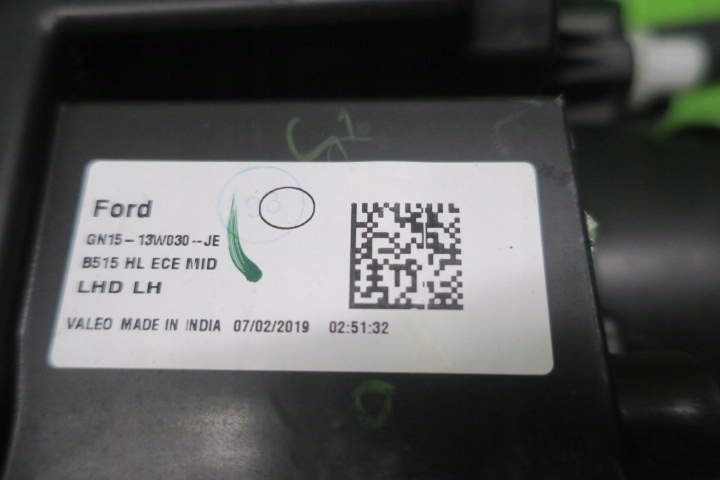 Ford
GN15-13W030--JE
B515 HL ECE MID
LHD LH
VALEO MADE IN INDIA 07/02/2019 02:51:32